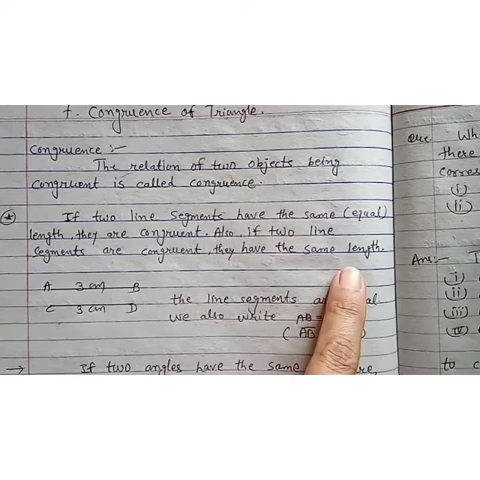 7. Congruence of Triangle.
Congruence :-
The relation of two objects being
congruent is called congruence.
If two line segments have the same (equal)
length, they are congruent. Also, if two line
segments are congruent, they have the same length.
A 3 cm B
C 3 cm D
the line segments
we also write AB =
( AB
→ If two angles have the same
Que
there
corres
(i)
(ii)
Ans:-
i)
ii)
iii)
iv)
to